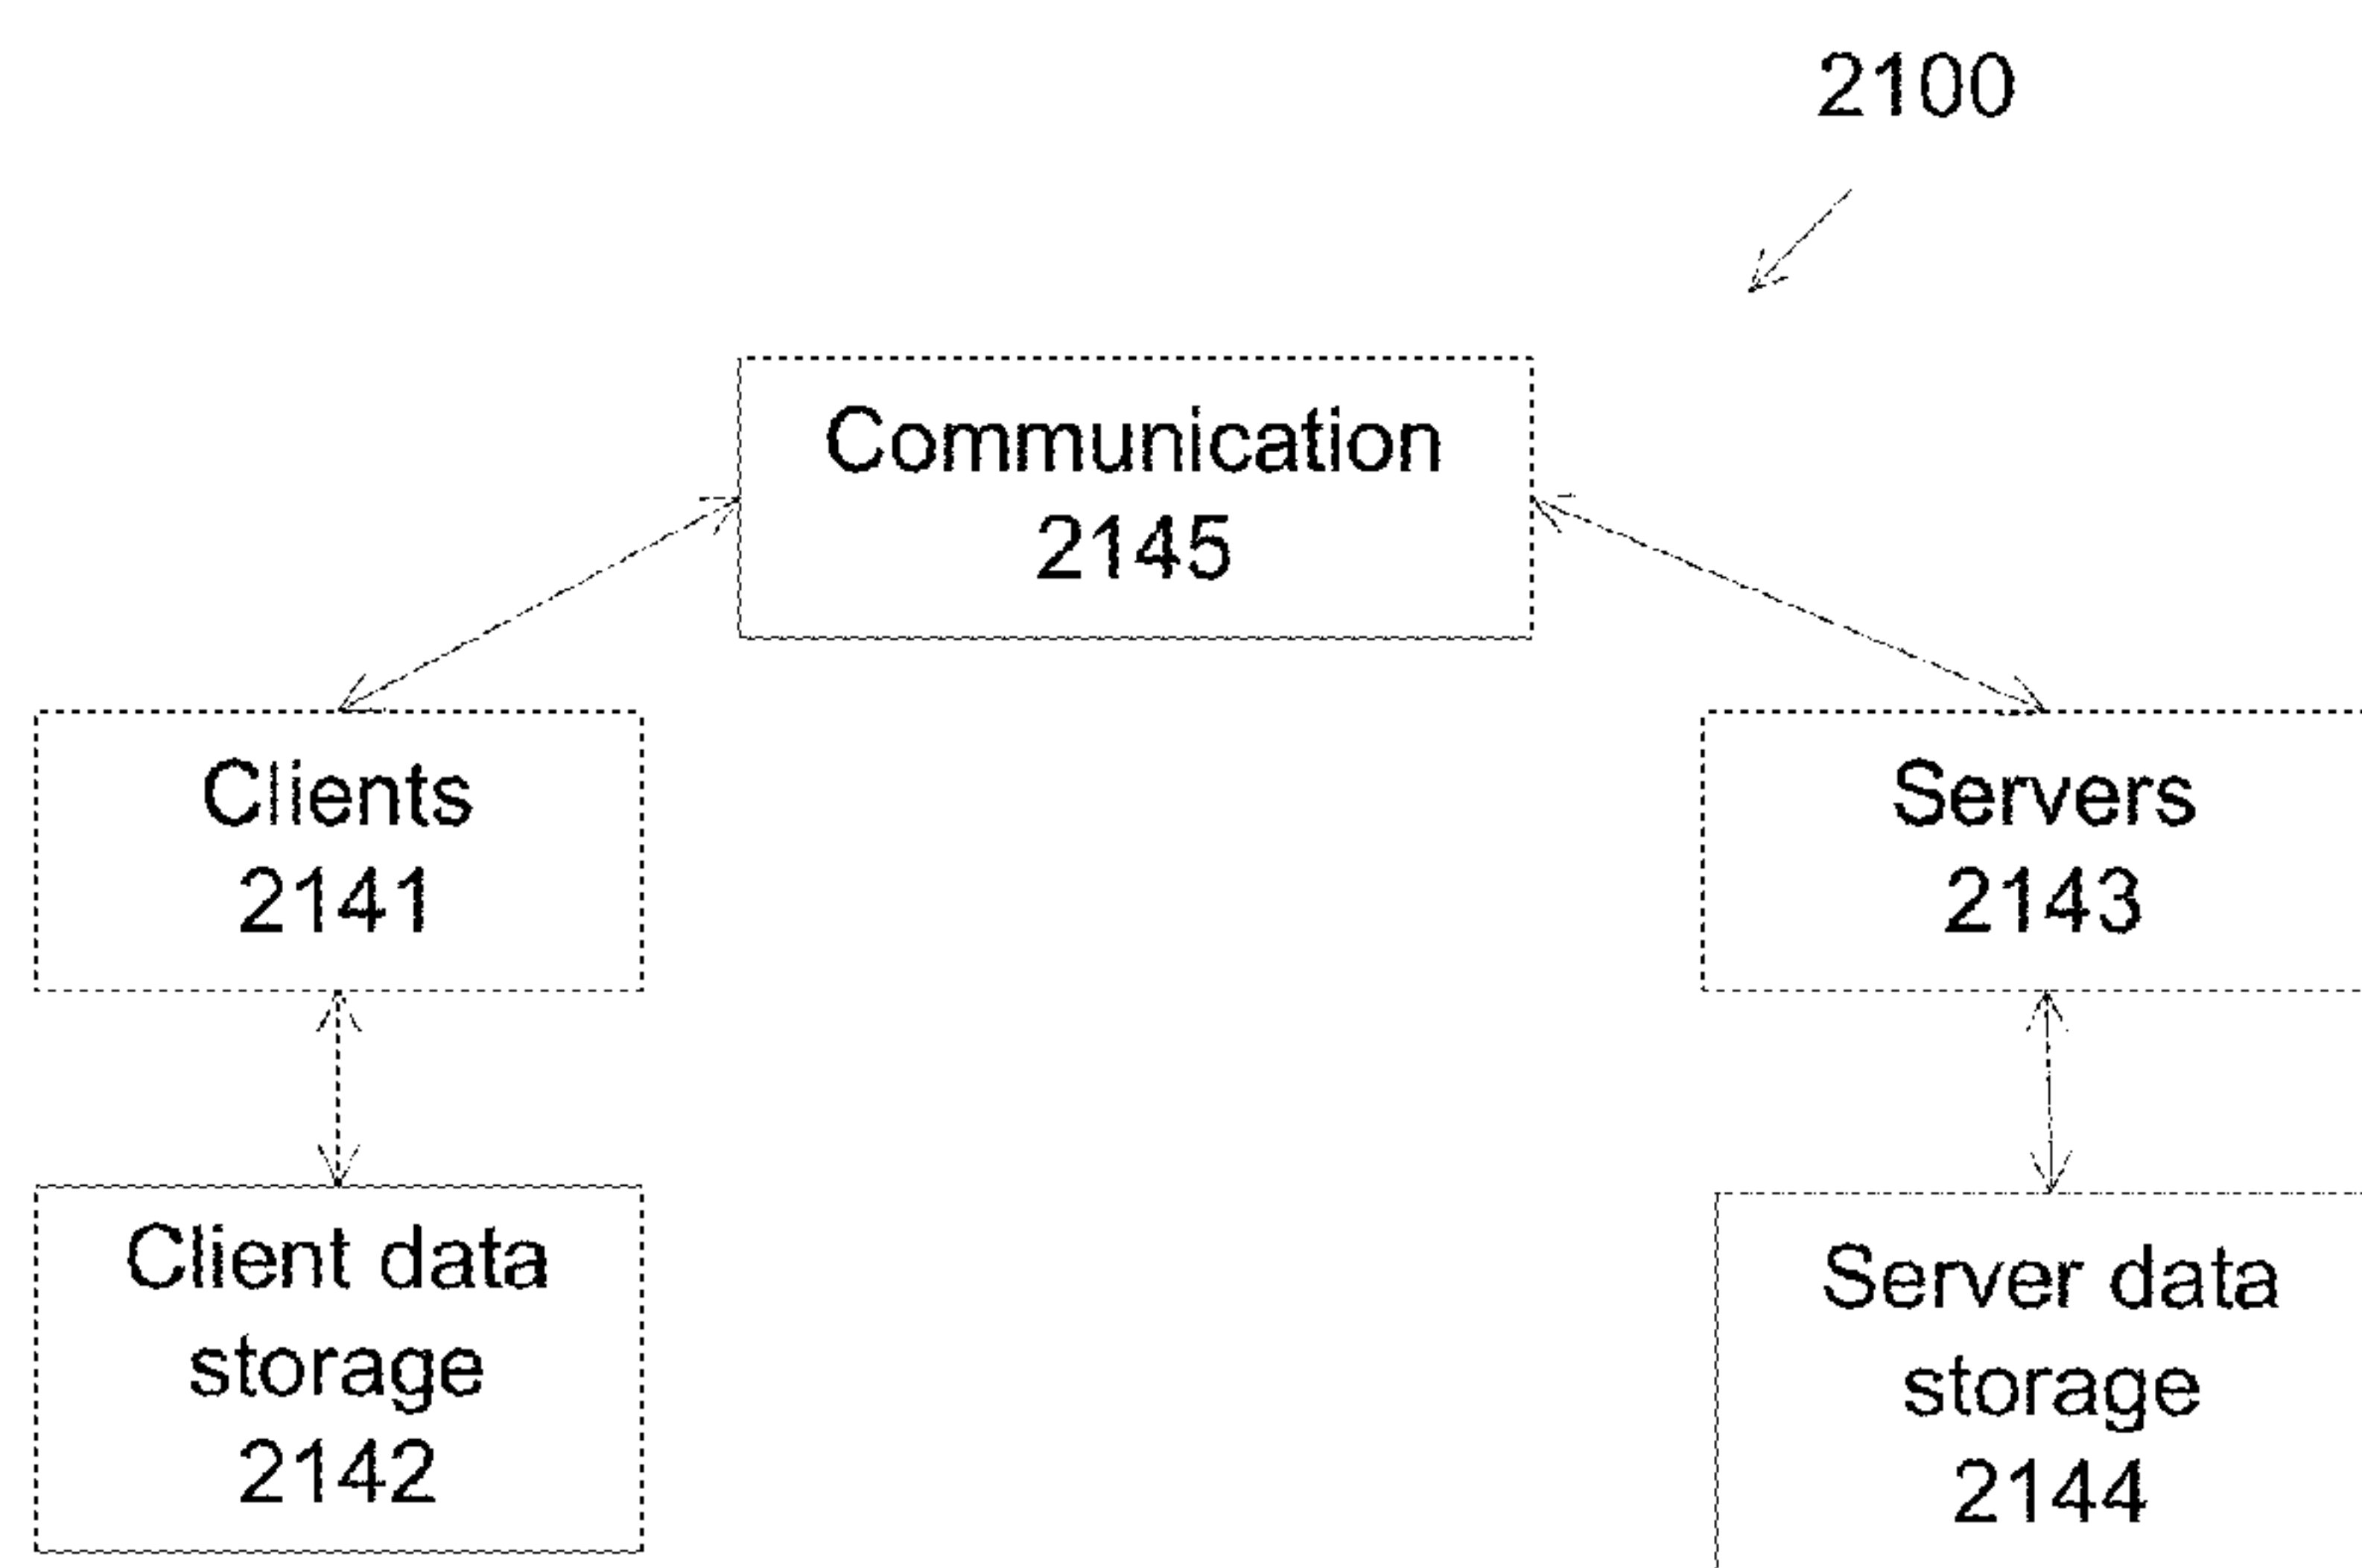 2100
Communication
2145
Clients
2141
Servers
2143
Client data
storage
2142
Server data
storage
2144